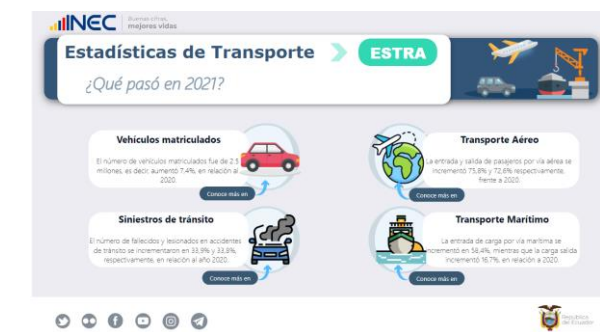 INEC
Buenas cifras,
mejores vidas
Estadísticas de Transporte
ESTRA
¿Qué pasó en 2021?
Vehículos matriculados
El número de vehículos matriculados fue de 2.5
millones, es decir, aumentó 7,4%, en relación al
2020.
Conoce más en
Transporte Aéreo
La entrada y salida de pasajeros por vía aérea se
incrementó 75,8% y 72,6% respectivamente,
frente a 2020.
Conoce más en
Siniestros de tránsito
El número de fallecidos y lesionados en accidentes
de tránsito se incrementaron en 33,9% y 33,8%,
respectivamente, en relación al año 2020.
Conoce más en
Transporte Marítimo
La entrada de carga por vía marítima se
incrementó en 58,4%, mientras que la carga salida
incrementó 16,7%, en relación a 2020.
Conoce más en
República
del Ecuador